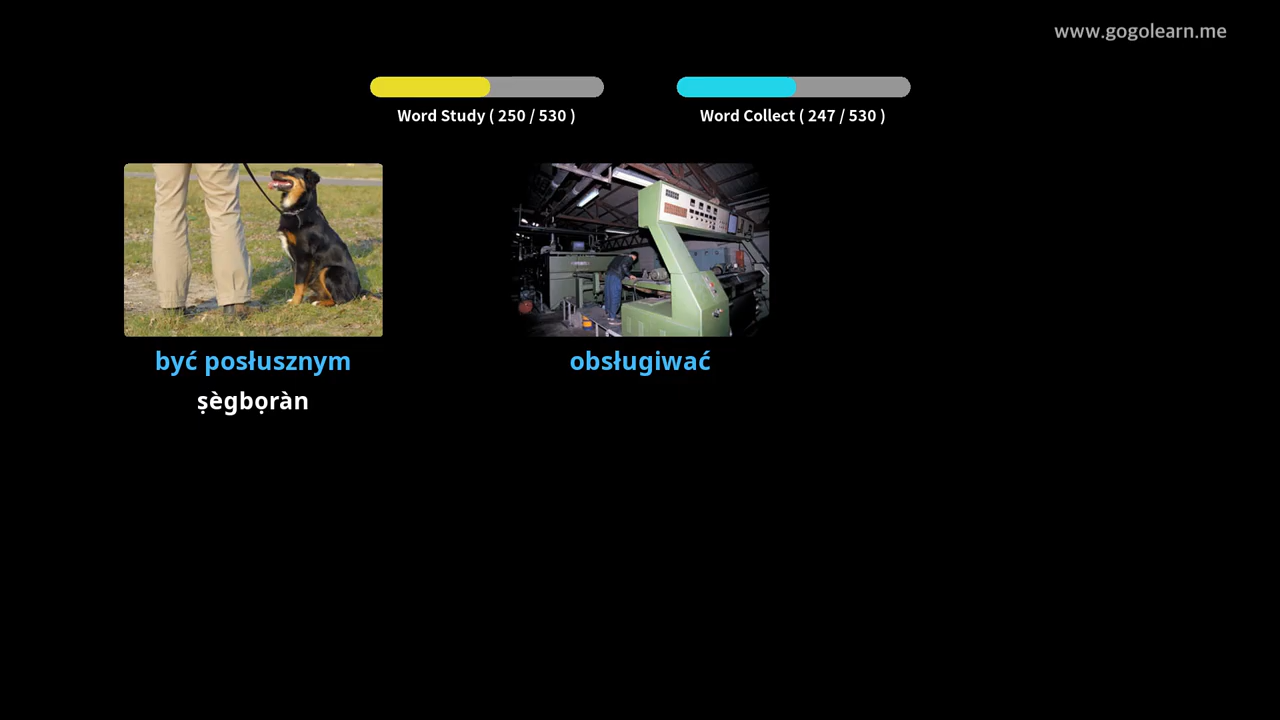 www.gogolearn.me
Word Study ( 250 / 530 )
Word Collect ( 247 / 530 )
być posłusznym
obsługiwać
ṣègbọràn